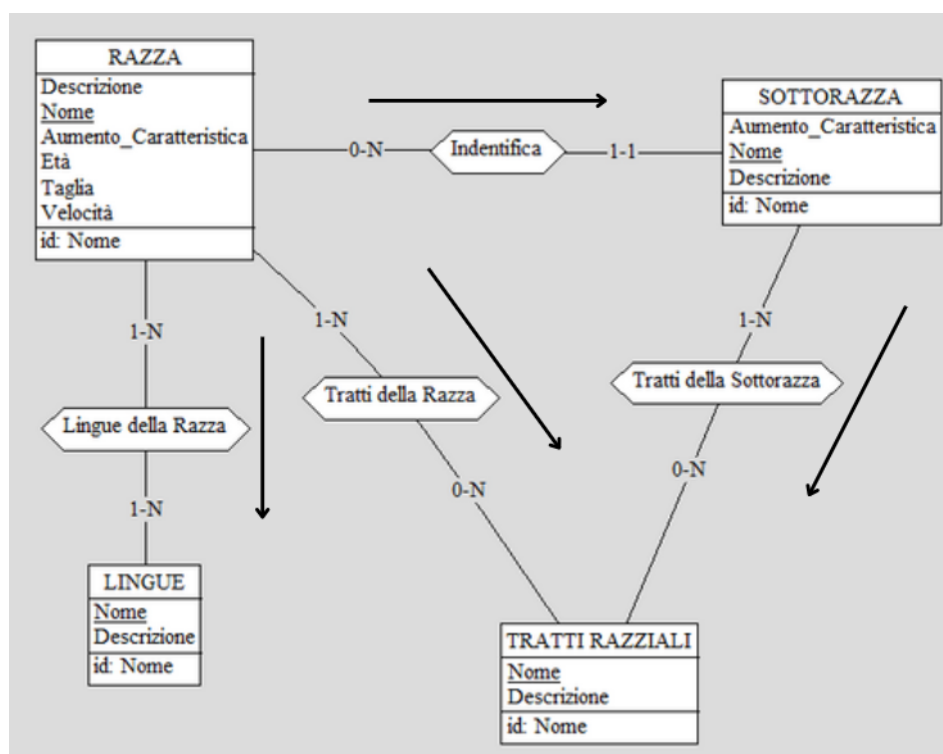 RAZZA
Descrizione
Nome
Aumento_Caratteristica
Età
Taglia
Velocità
id: Nome
0-N
Indentifica
1-1
SOTTORAZZA
Aumento_Caratteristica
Nome
Descrizione
id: Nome
1-N
1-N
1-N
Lingue della Razza
Tratti della Razza
Tratti della Sottorazza
1-N
0-N
0-N
LINGUE
Nome
Descrizione
id: Nome
TRATTI RAZZIALI
Nome
Descrizione
id: Nome